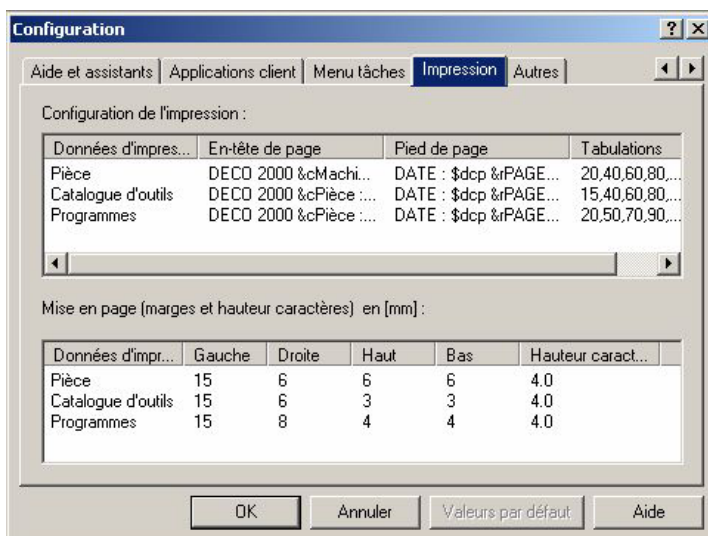 Configuration
Aide et assistants Applications client Menu tâches Impression Autres
Configuration de l'impression :
Données d'impres... En-tête de page Pied de page Tabulations
Pièce DECO 2000 &cMachi... DATE : $dcp &rPAGE... 20,40,60,80,...
Catalogue d'outils DECO 2000 &cPièce :... DATE : $dcp &rPAGE... 15,40,60,80,...
Programmes DECO 2000 &cPièce :... DATE : $dcp &rPAGE... 20,50,70,90,...
Mise en page (marges et hauteur caractères) en [mm] :
Données d'impr... Gauche Droite Haut Bas Hauteur caract...
Pièce 15 6 6 6 4.0
Catalogue d'outils 15 6 3 3 4.0
Programmes 15 8 4 4 4.0
OK Annuler Valeurs par défaut Aide